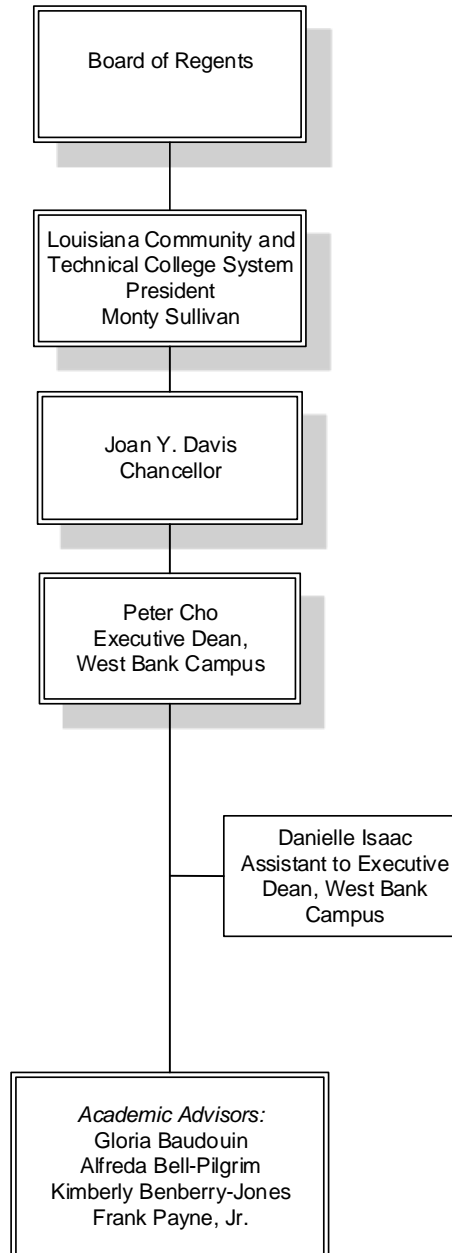 Board of Regents
Louisiana Community and
Technical College System
President
Monty Sullivan
Joan Y. Davis
Chancellor
Peter Cho
Executive Dean,
West Bank Campus
Danielle Isaac
Assistant to Executive
Dean, West Bank
Campus
Academic Advisors:
Gloria Baudouin
Alfreda Bell-Pilgrim
Kimberly Benberry-Jones
Frank Payne, Jr.